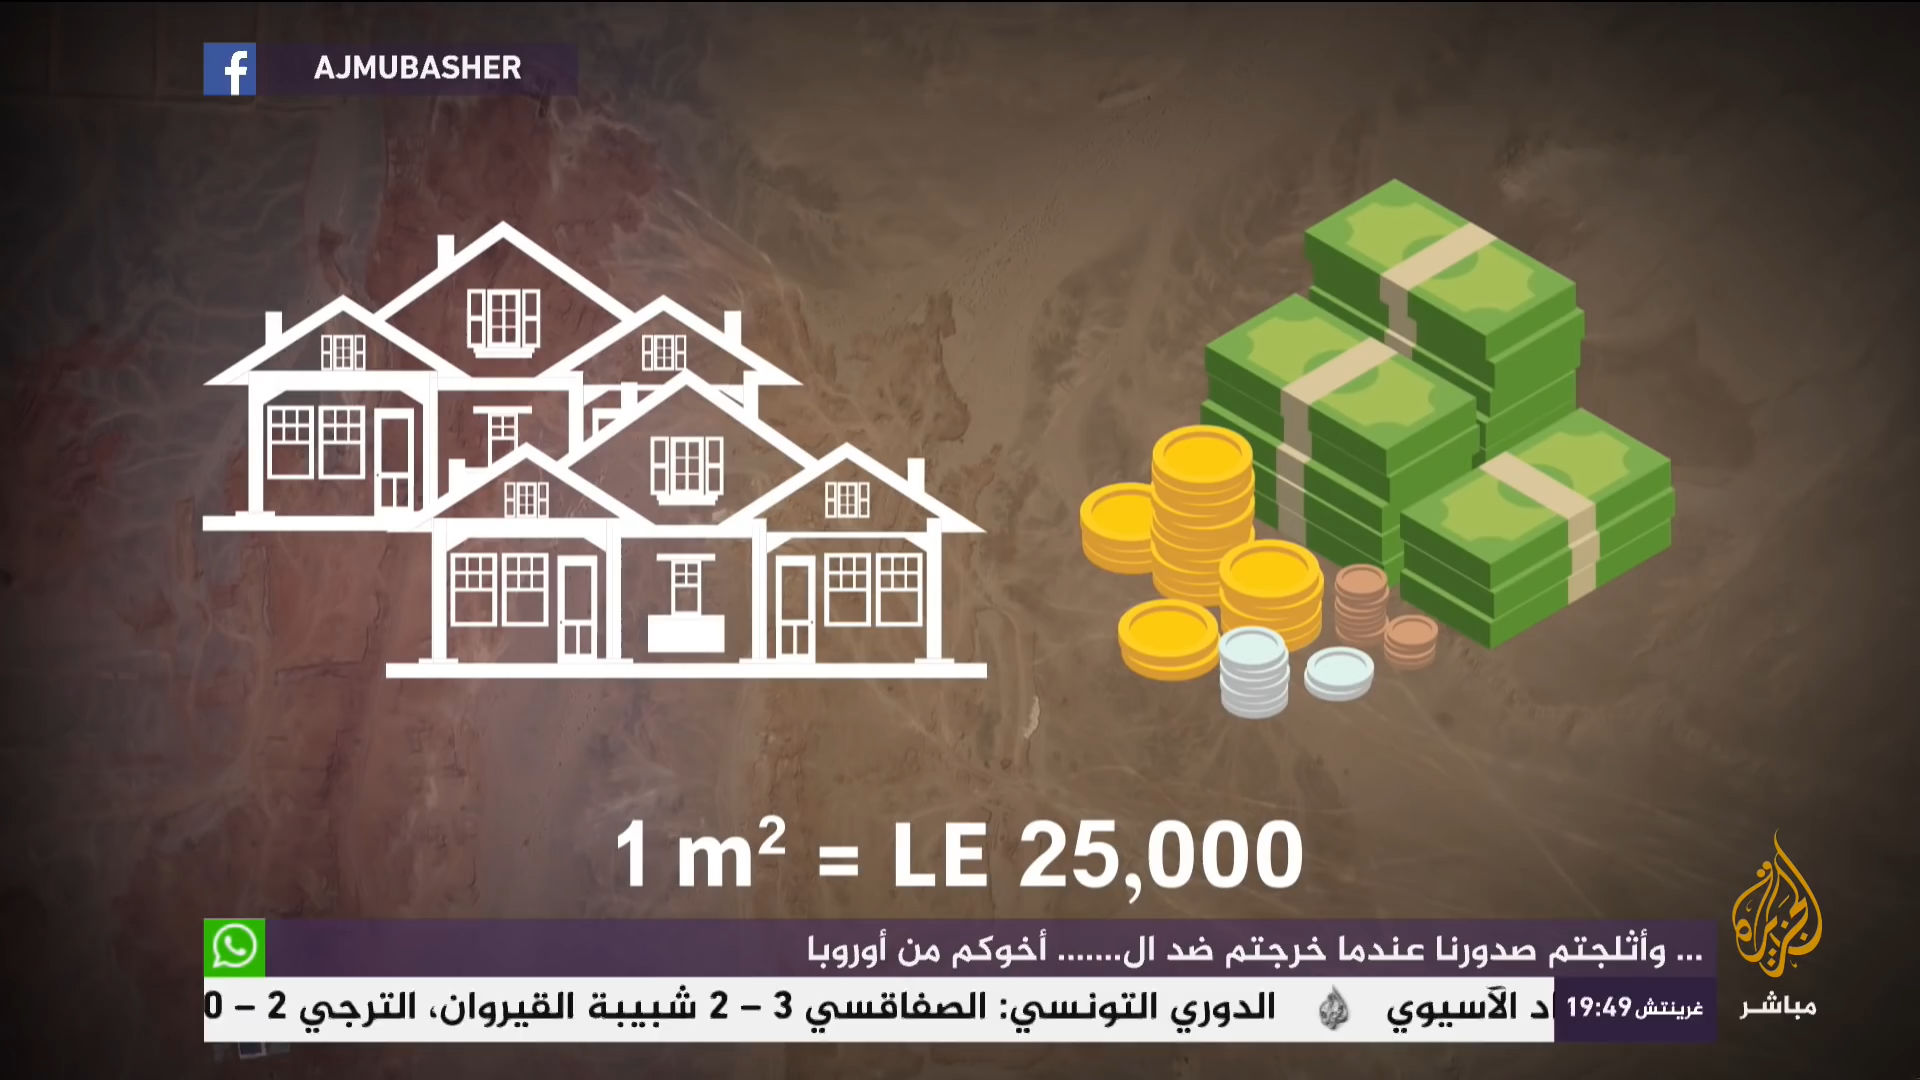 AJMUBASHER
1 m² = LE 25,000
... وأثلجتم صدورنا عندما خرجتم ضد ال....... أخوكم من أوروبا
غرينتش 19:49
اد الآسيوي الدوري التونسي: الصفاقسي 3 – 2 شبيبة القيروان، الترجي 2 – 0
الجزيرة
مباشر